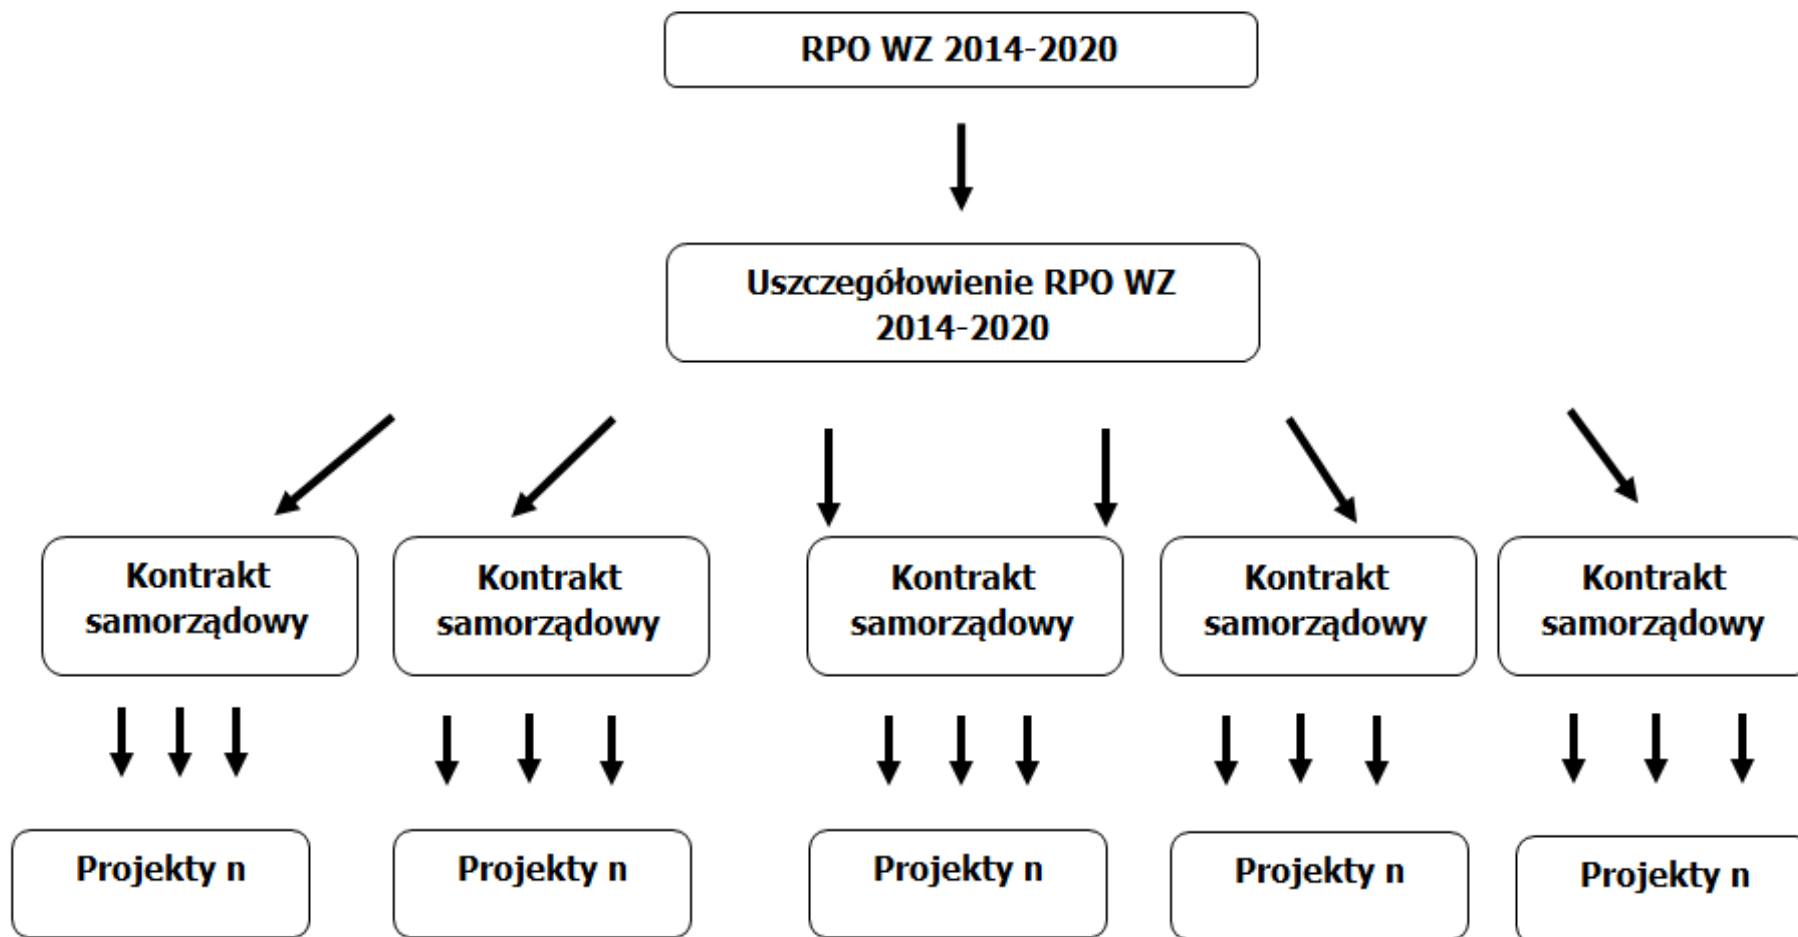 RPO WZ 2014-2020
Uszczegółowienie RPO WZ
2014-2020
Kontrakt
samorządowy
Kontrakt
samorządowy
Kontrakt
samorządowy
Kontrakt
samorządowy
Kontrakt
samorządowy
Projekty n
Projekty n
Projekty n
Projekty n
Projekty n